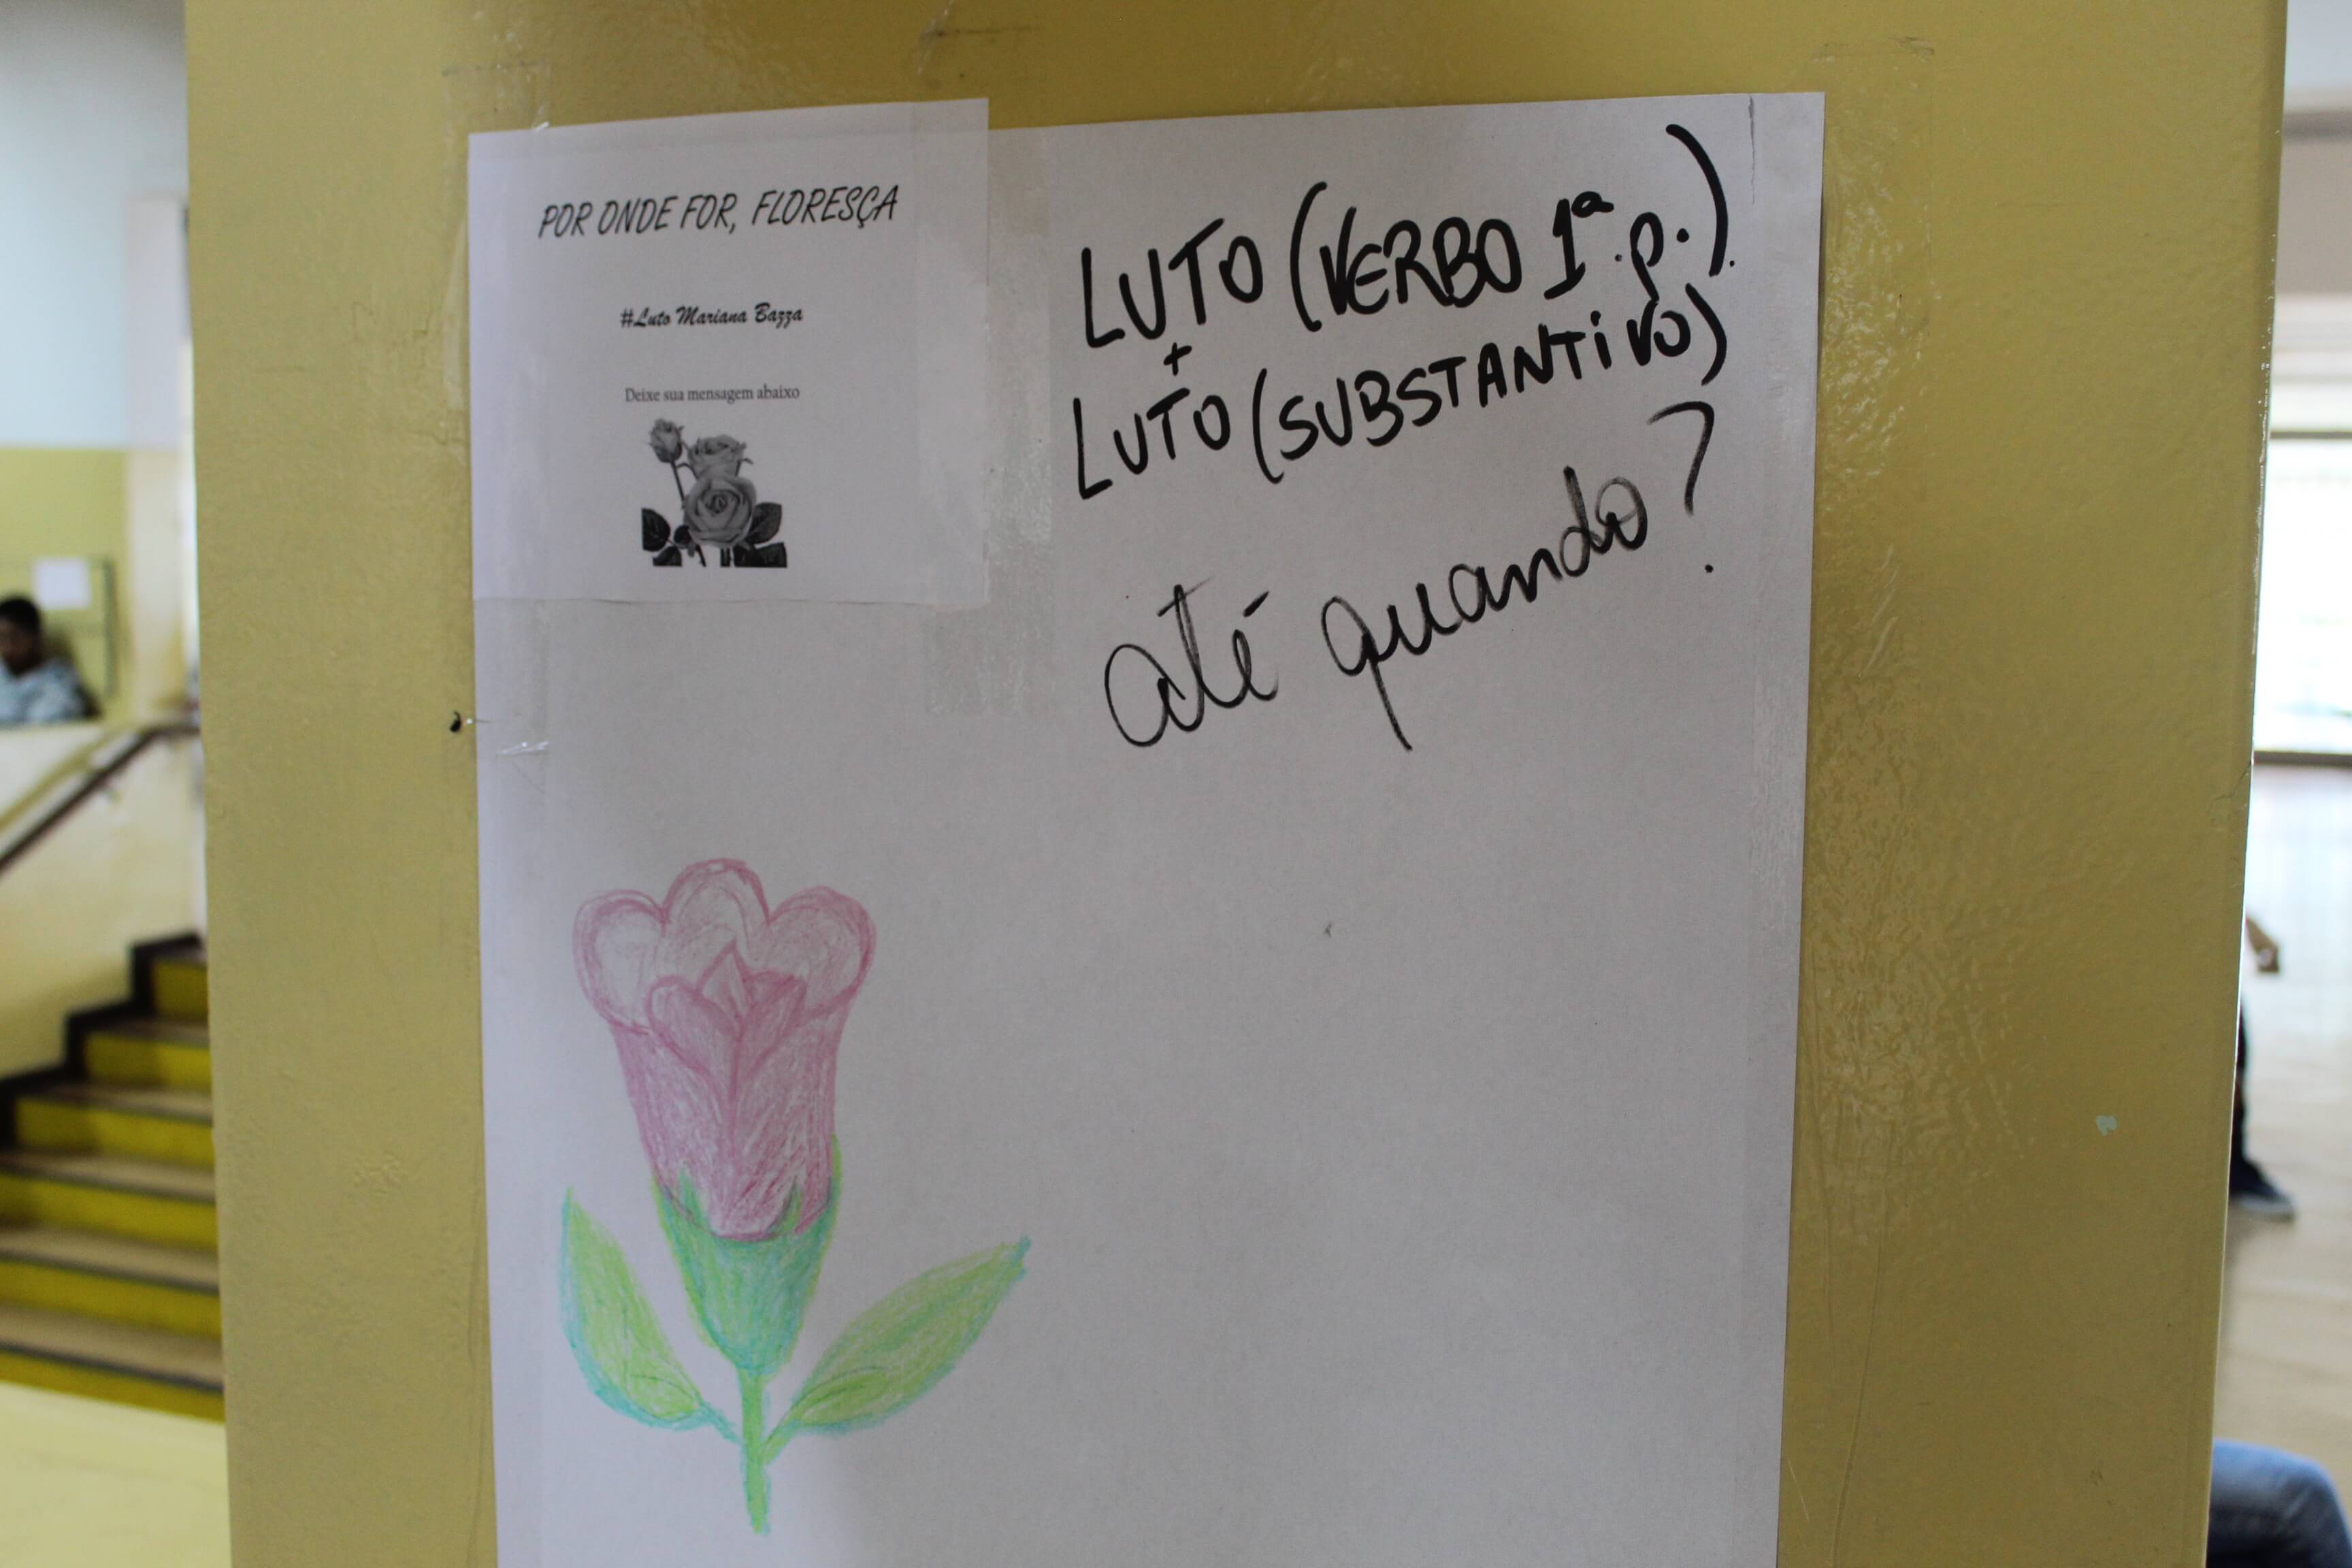 POR ONDE FOR, FLORESÇA
#Luto Mariana Bazza
Deixe sua mensagem abaixo
LUTO (VERBO 1ª p.)
+
LUTO (SUBSTANTIVO)
até quando?